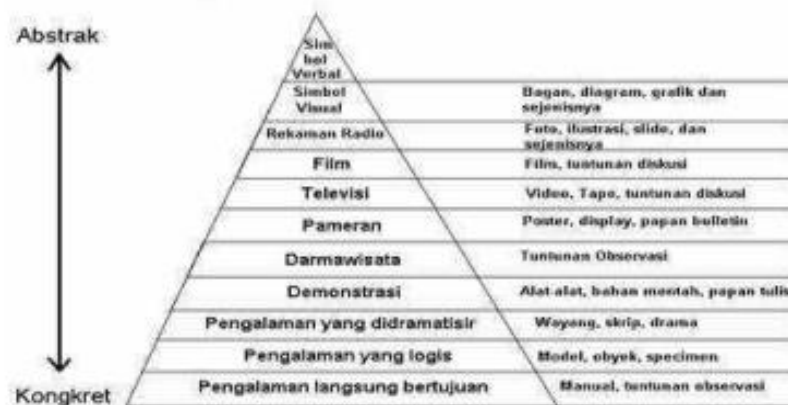 Abstrak
Sim
bol
Verbal
Simbol
Visual
Bagan, diagram, grafik dan
sejenisnya
Rekaman Radio
Foto, ilustrasi, slide, dan
sejenisnya
Film
Film, tuntunan diskusi
Televisi
Video, Tape, tuntunan diskusi
Pameran
Poster, display, papan bulletin
Darmawisata
Tuntunan Observasi
Demonstrasi
Alat-alat, bahan mentah, papan tulis
Pengalaman yang didramatisir
Wayang, skrip, drama
Pengalaman yang logis
Model, obyek, specimen
Kongkret
Pengalaman langsung bertujuan
Manual, tuntunan observasi